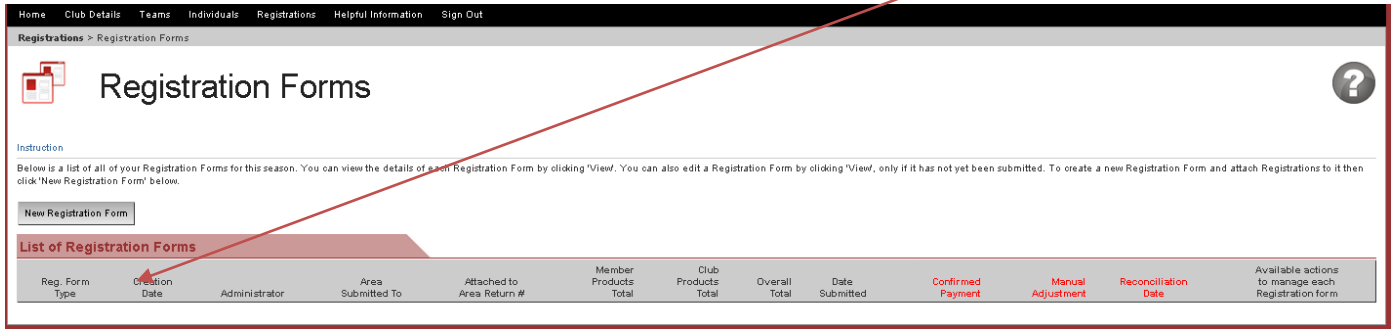 Home Club Details Teams Individuals Registrations Helpful Information Sign Out
Registrations > Registration Forms
Registration Forms
?
Instruction
Below is a list of all of your Registration Forms for this season. You can view the details of each Registration Form by clicking 'View'. You can also edit a Registration Form by clicking 'View', only if it has not yet been submitted. To create a new Registration Form and attach Registrations to it then
click 'New Registration Form' below.
New Registration Form
List of Registration Forms
Reg. Form Type
Creation Date
Administrator
Area Submitted To
Attached to Area Return #
Member Products Total
Club Products Total
Overall Total
Date Submitted
Confirmed Payment
Manual Adjustment
Reconciliation Date
Available actions to manage each Registration form